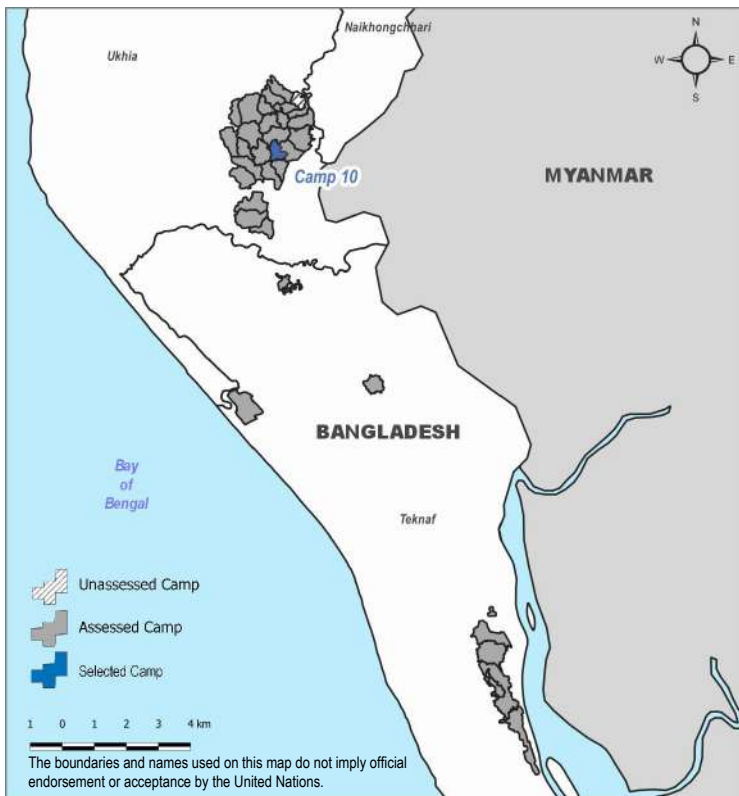 Naikhongchhari
Ukhia
N
W
E
S
Camp 10
MYANMAR
BANGLADESH
Bay
of
Bengal
Teknaf
Unassessed Camp
Assessed Camp
Selected Camp
1 0 1 2 3 4 km
The boundaries and names used on this map do not imply official
endorsement or acceptance by the United Nations.